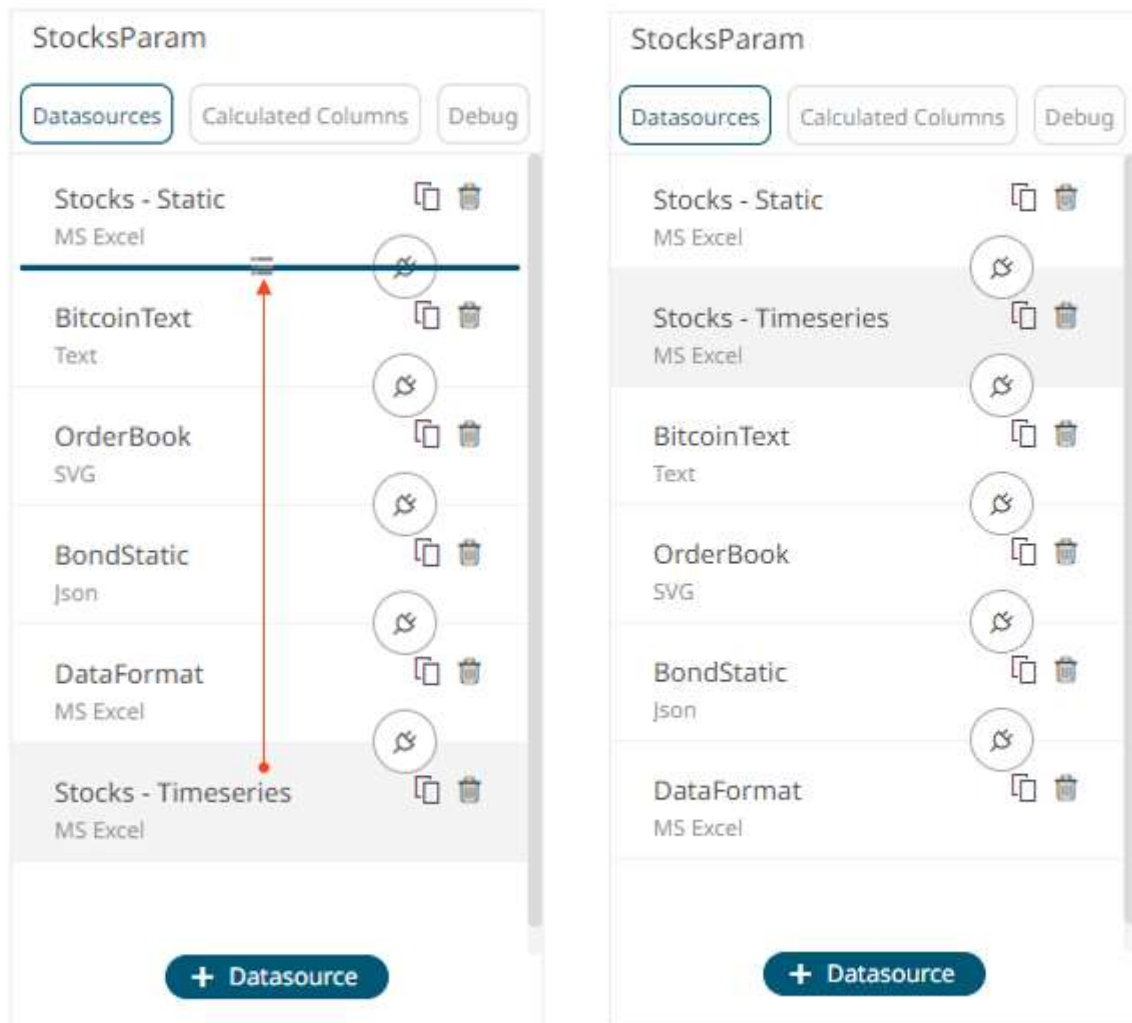 StocksParam
Datasources
Calculated Columns
Debug
Stocks - Static
MS Excel
BitcoinText
Text
OrderBook
SVG
BondStatic
Json
DataFormat
MS Excel
Stocks - Timeseries
MS Excel
+ Datasource
StocksParam
Datasources
Calculated Columns
Debug
Stocks - Static
MS Excel
Stocks - Timeseries
MS Excel
BitcoinText
Text
OrderBook
SVG
BondStatic
Json
DataFormat
MS Excel
+ Datasource